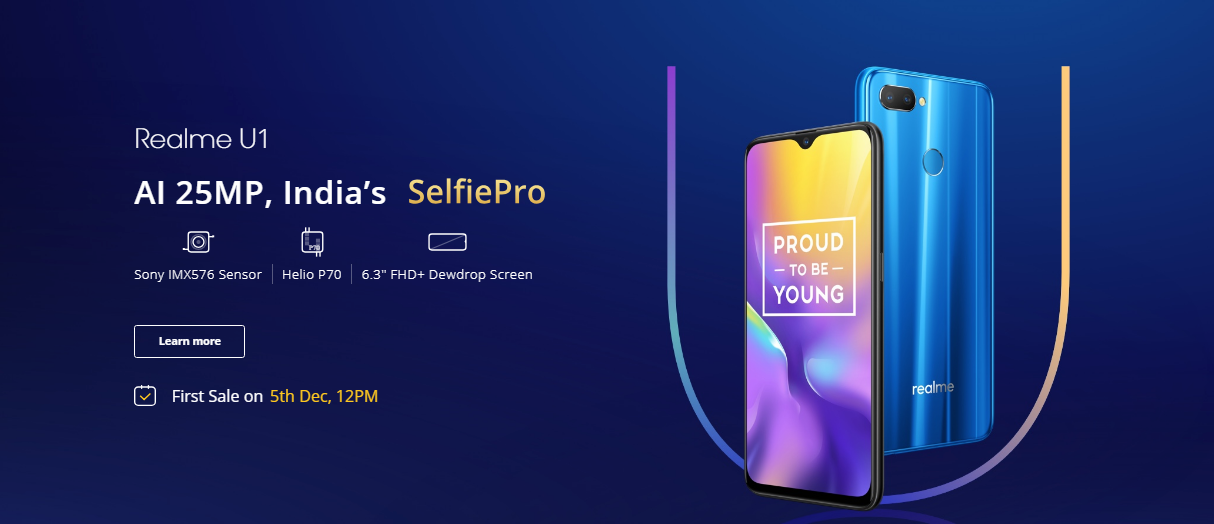 Realme U1
AI 25MP, India's SelfiePro
P70
Sony IMX576 Sensor
Helio P70
6.3" FHD+ Dewdrop Screen
Learn more
First Sale on 5th Dec, 12PM
PROUD
TO BE
YOUNG
realme